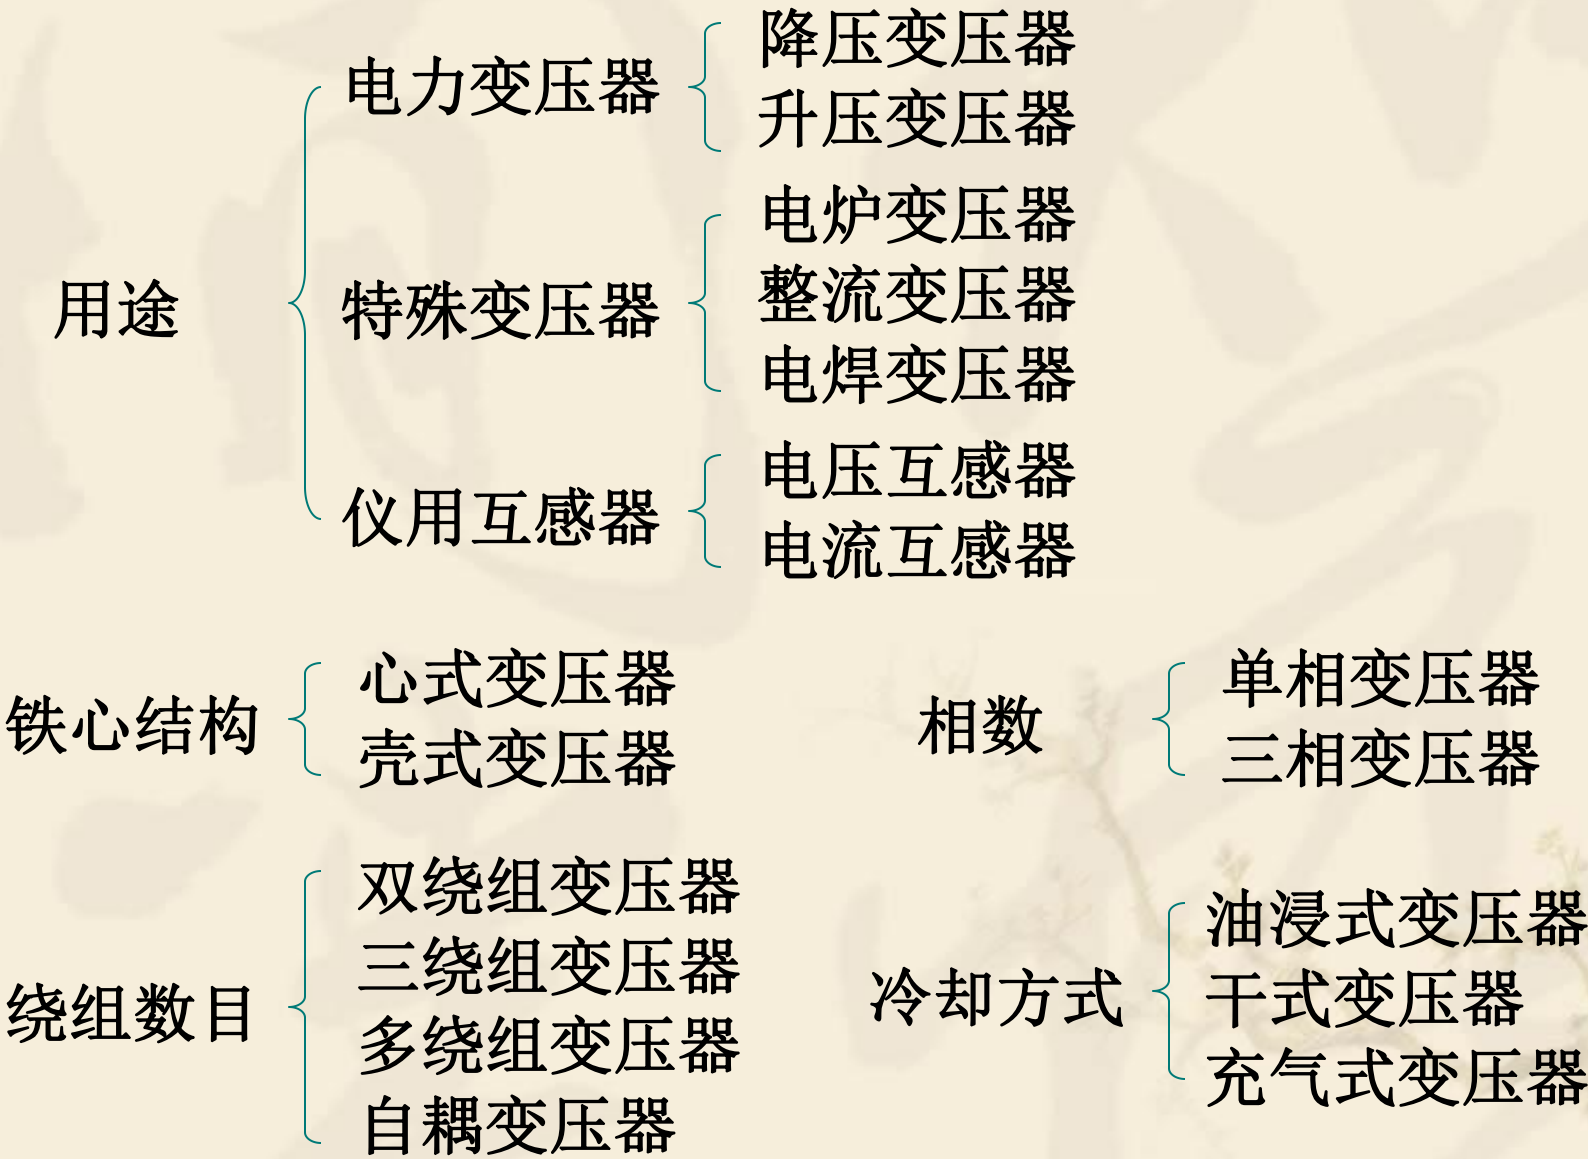 用途
电力变压器
降压变压器
升压变压器
特殊变压器
电炉变压器
整流变压器
电焊变压器
仪用互感器
电压互感器
电流互感器
铁心结构
心式变压器
壳式变压器
相数
单相变压器
三相变压器
绕组数目
双绕组变压器
三绕组变压器
多绕组变压器
自耦变压器
冷却方式
油浸式变压器
干式变压器
充气式变压器